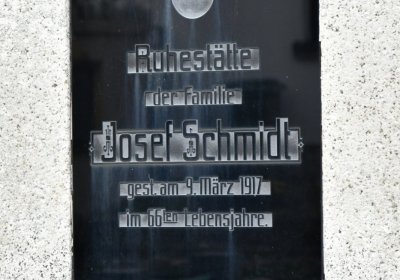 Ruhestätte
der Familie
Josef Schmidt
gest. am 9. März 1917
im 66ten Lebensjahre.